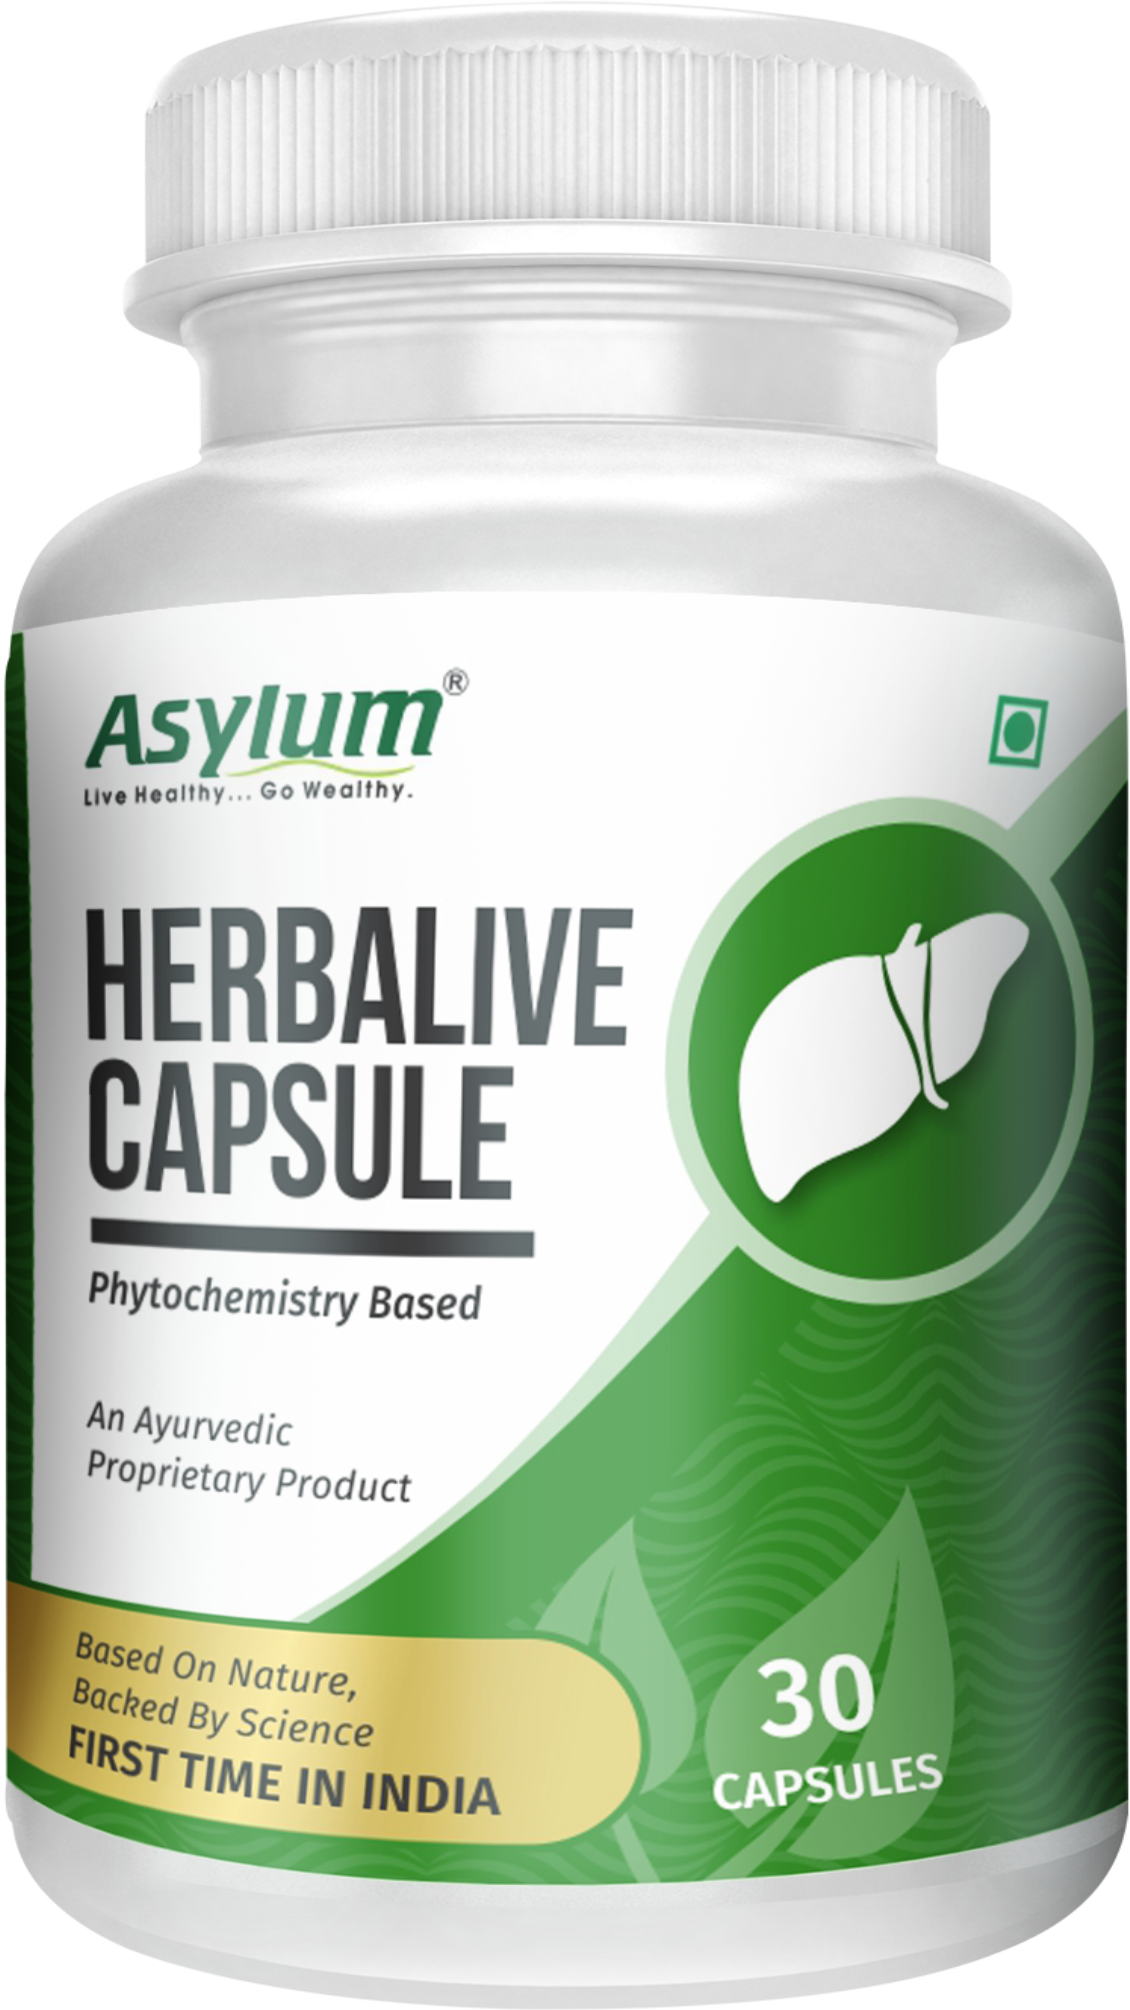 Asylum®
Live Healthy... Go Wealthy.
HERBALIVE
CAPSULE
Phytochemistry Based
An Ayurvedic
Proprietary Product
Based On Nature,
Backed By Science
FIRST TIME IN INDIA
30
CAPSULES